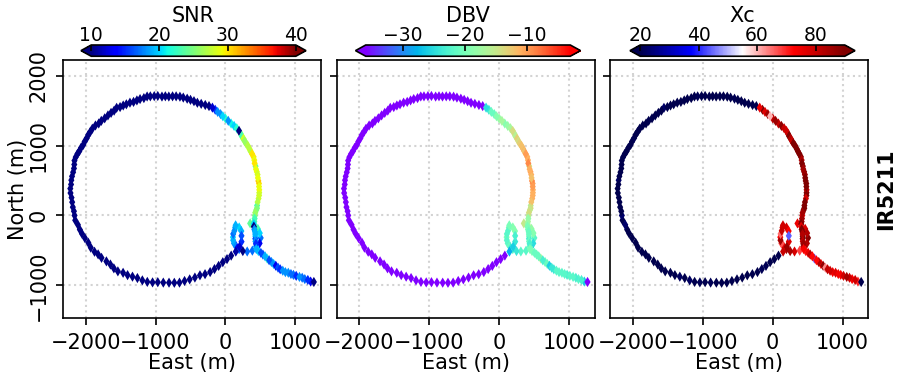 SNR DBV Xc
10 20 30 40 −30 −20 −10 20 40 60 80
2000
1000
0
−1000
North (m)
−2000 −1000 0 1000 −2000 −1000 0 1000 −2000 −1000 0 1000
East (m) East (m) East (m)
IR5211